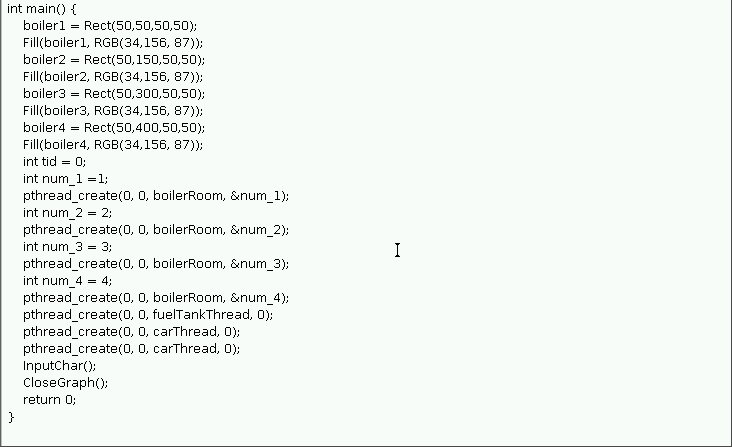 int main() {
boiler1 = Rect(50,50,50,50);
Fill(boiler1, RGB(34,156, 87));
boiler2 = Rect(50,150,50,50);
Fill(boiler2, RGB(34,156, 87));
boiler3 = Rect(50,300,50,50);
Fill(boiler3, RGB(34,156, 87));
boiler4 = Rect(50,400,50,50);
Fill(boiler4, RGB(34,156, 87));
int tid = 0;
int num_1 =1;
pthread_create(0, 0, boilerRoom, &num_1);
int num_2 = 2;
pthread_create(0, 0, boilerRoom, &num_2);
int num_3 = 3;
pthread_create(0, 0, boilerRoom, &num_3);
int num_4 = 4;
pthread_create(0, 0, boilerRoom, &num_4);
pthread_create(0, 0, fuelTankThread, 0);
pthread_create(0, 0, carThread, 0);
pthread_create(0, 0, carThread, 0);
InputChar();
CloseGraph();
return 0;
}